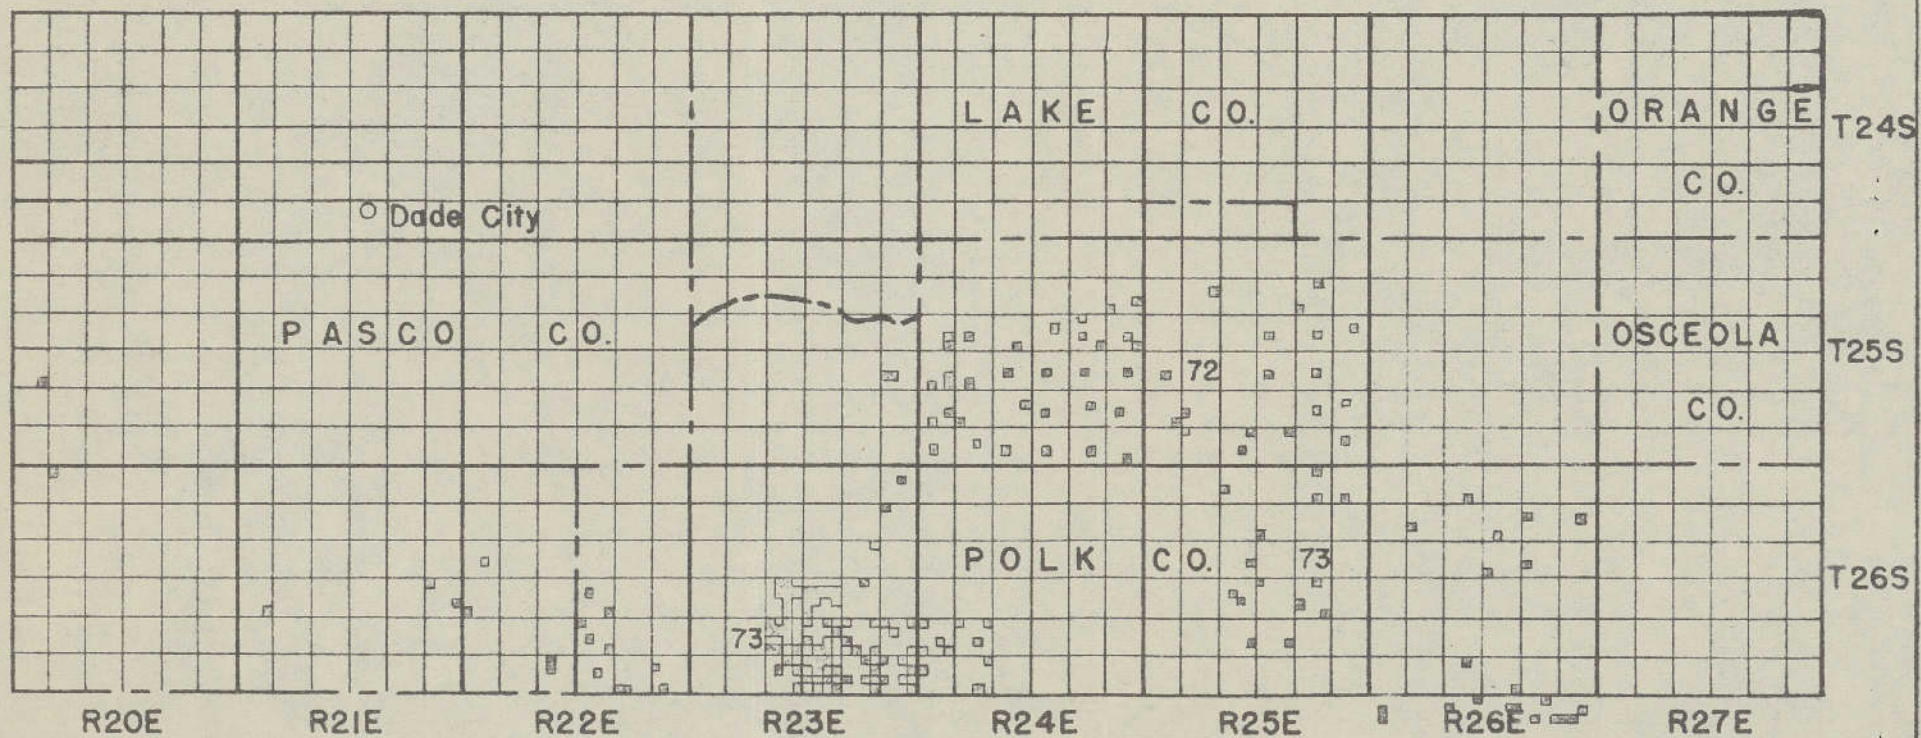 LAKE CO.
ORANGE
T24S
CO.
Dade City
PASCO CO.
OSCEOLA
T25S
72
CO.
POLK CO.
73
T26S
73
R20E R21E R22E R23E R24E R25E R26E R27E